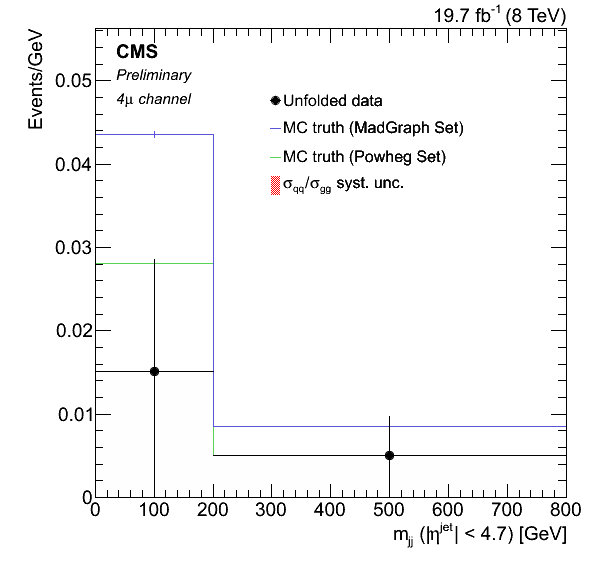 19.7 fb⁻¹ (8 TeV)
Events/GeV
CMS
Preliminary
4μ channel
Unfolded data
MC truth (MadGraph Set)
MC truth (Powheg Set)
σqq/σgg syst. unc.
0.05
0.04
0.03
0.02
0.01
0
0 100 200 300 400 500 600 700 800
mjj (|ηjet| < 4.7) [GeV]